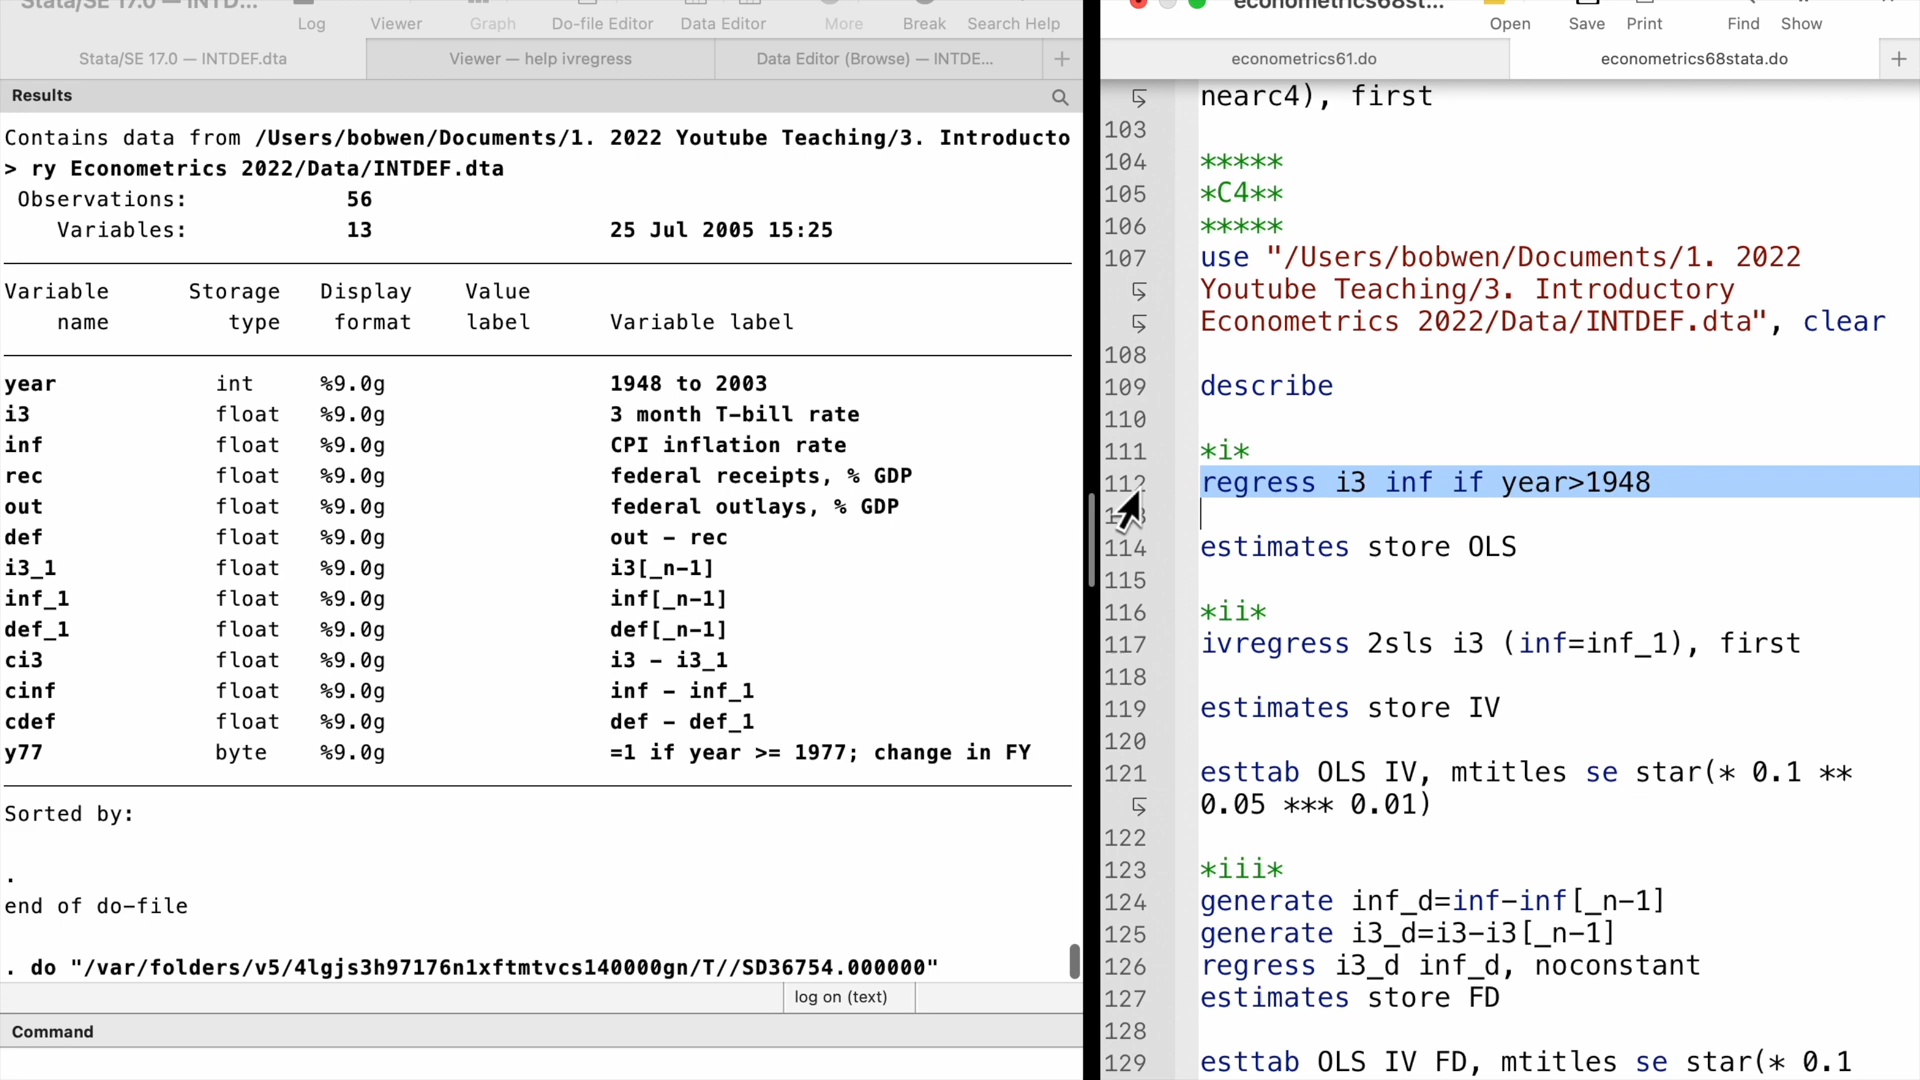 Stata/SE 17.0 — INTD...
Log Viewer Graph Do-file Editor Data Editor More Break Search Help
Stata/SE 17.0 — INTDEF.dta Viewer — help ivregress Data Editor (Browse) — INTDE... +
Results
Contains data from /Users/bobwen/Documents/1. 2022 Youtube Teaching/3. Introducto
> ry Econometrics 2022/Data/INTDEF.dta
Observations: 56
Variables: 13 25 Jul 2005 15:25
Variable Storage Display Value
name type format label Variable label
year int %9.0g 1948 to 2003
i3 float %9.0g 3 month T-bill rate
inf float %9.0g CPI inflation rate
rec float %9.0g federal receipts, % GDP
out float %9.0g federal outlays, % GDP
def float %9.0g out - rec
i3_1 float %9.0g i3[_n-1]
inf_1 float %9.0g inf[_n-1]
def_1 float %9.0g def[_n-1]
ci3 float %9.0g i3 - i3_1
cinf float %9.0g inf - inf_1
cdef float %9.0g def - def_1
y77 byte %9.0g =1 if year >= 1977; change in FY
Sorted by:
.
end of do-file
. do "/var/folders/v5/4lgjs3h97176n1xftmtvcs140000gn/T//SD36754.000000"
log on (text)
Command
econometrics68st...
Open Save Print Find Show
econometrics61.do econometrics68stata.do +
nearc4), first
103
104 *****
105 *C4**
106 *****
107 use "/Users/bobwen/Documents/1. 2022
Youtube Teaching/3. Introductory
Econometrics 2022/Data/INTDEF.dta", clear
108
109 describe
110
111 *i*
112 regress i3 inf if year>1948
114 estimates store OLS
115
116 *ii*
117 ivregress 2sls i3 (inf=inf_1), first
118
119 estimates store IV
120
121 esttab OLS IV, mtitles se star(* 0.1 **
0.05 *** 0.01)
122
123 *iii*
124 generate inf_d=inf-inf[_n-1]
125 generate i3_d=i3-i3[_n-1]
126 regress i3_d inf_d, noconstant
127 estimates store FD
128
129 esttab OLS IV FD, mtitles se star(* 0.1